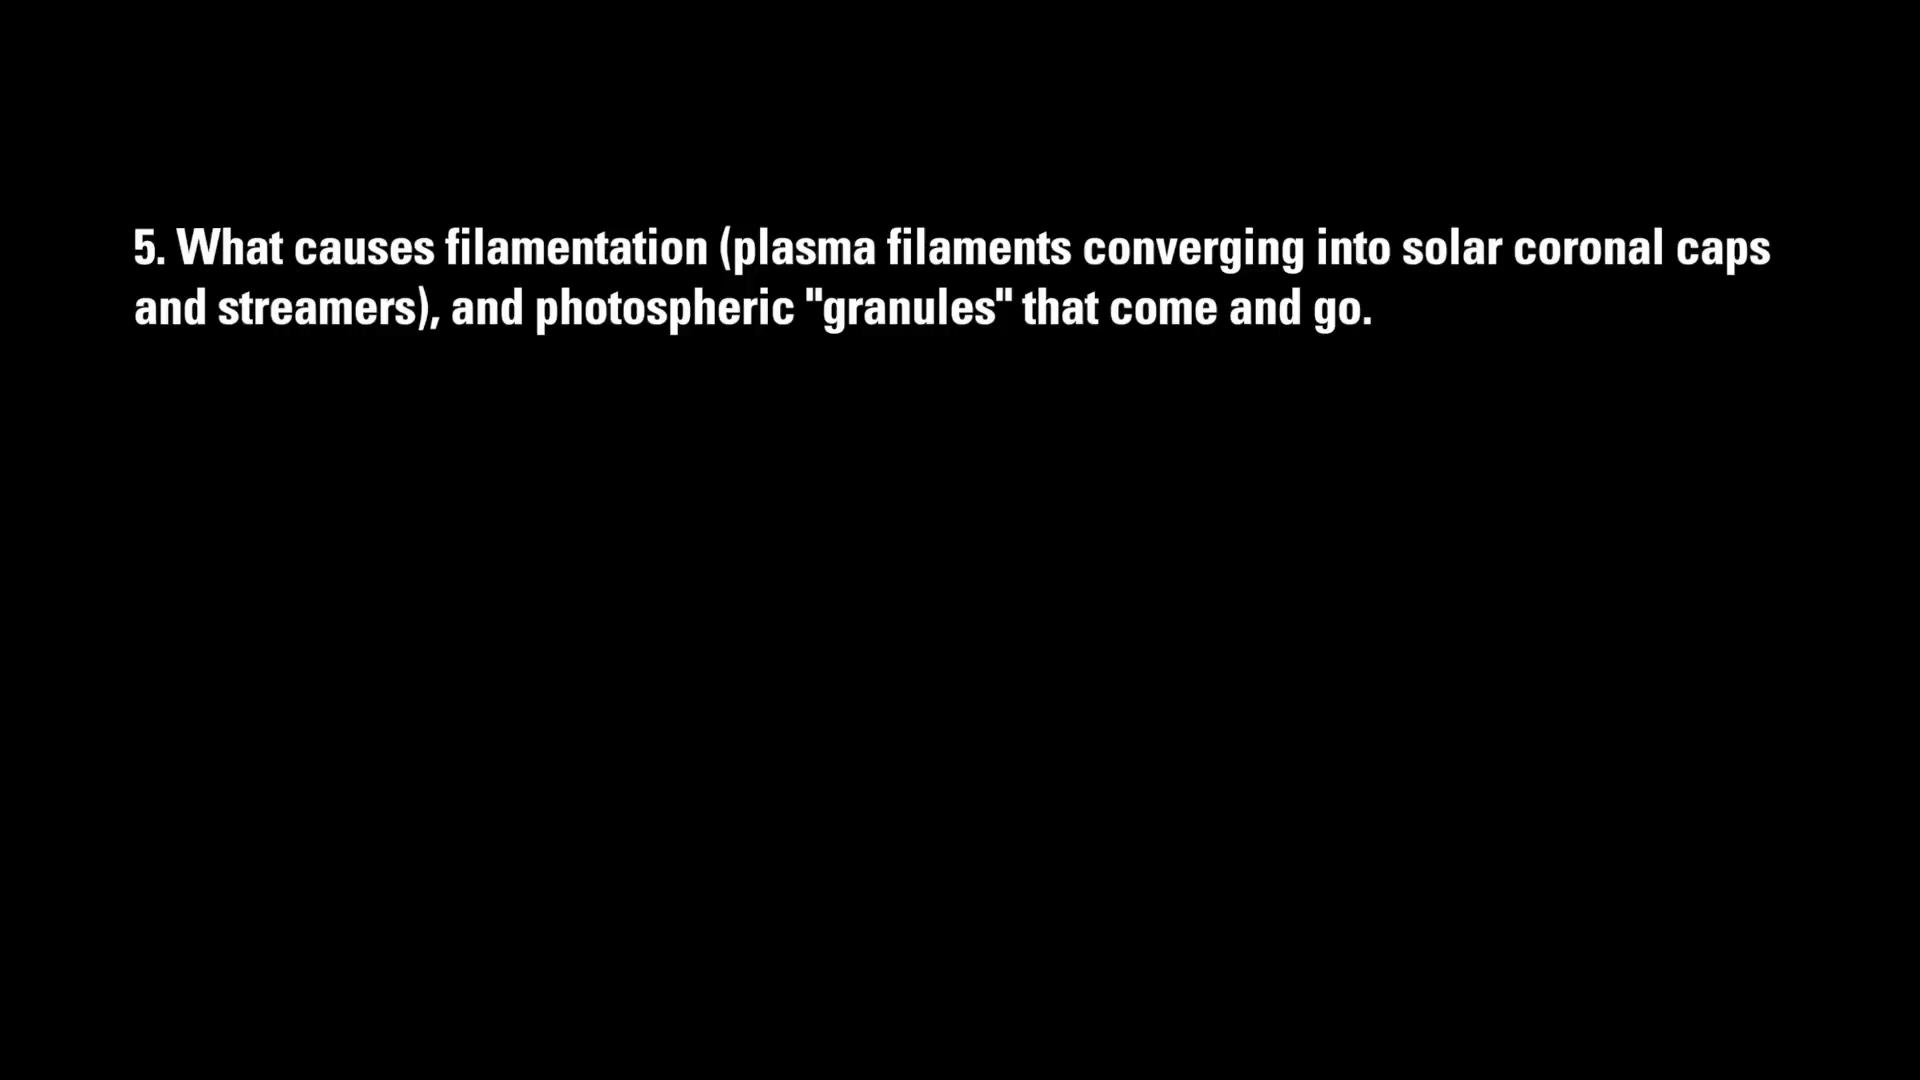 5. What causes filamentation (plasma filaments converging into solar coronal caps
and streamers), and photospheric "granules" that come and go.